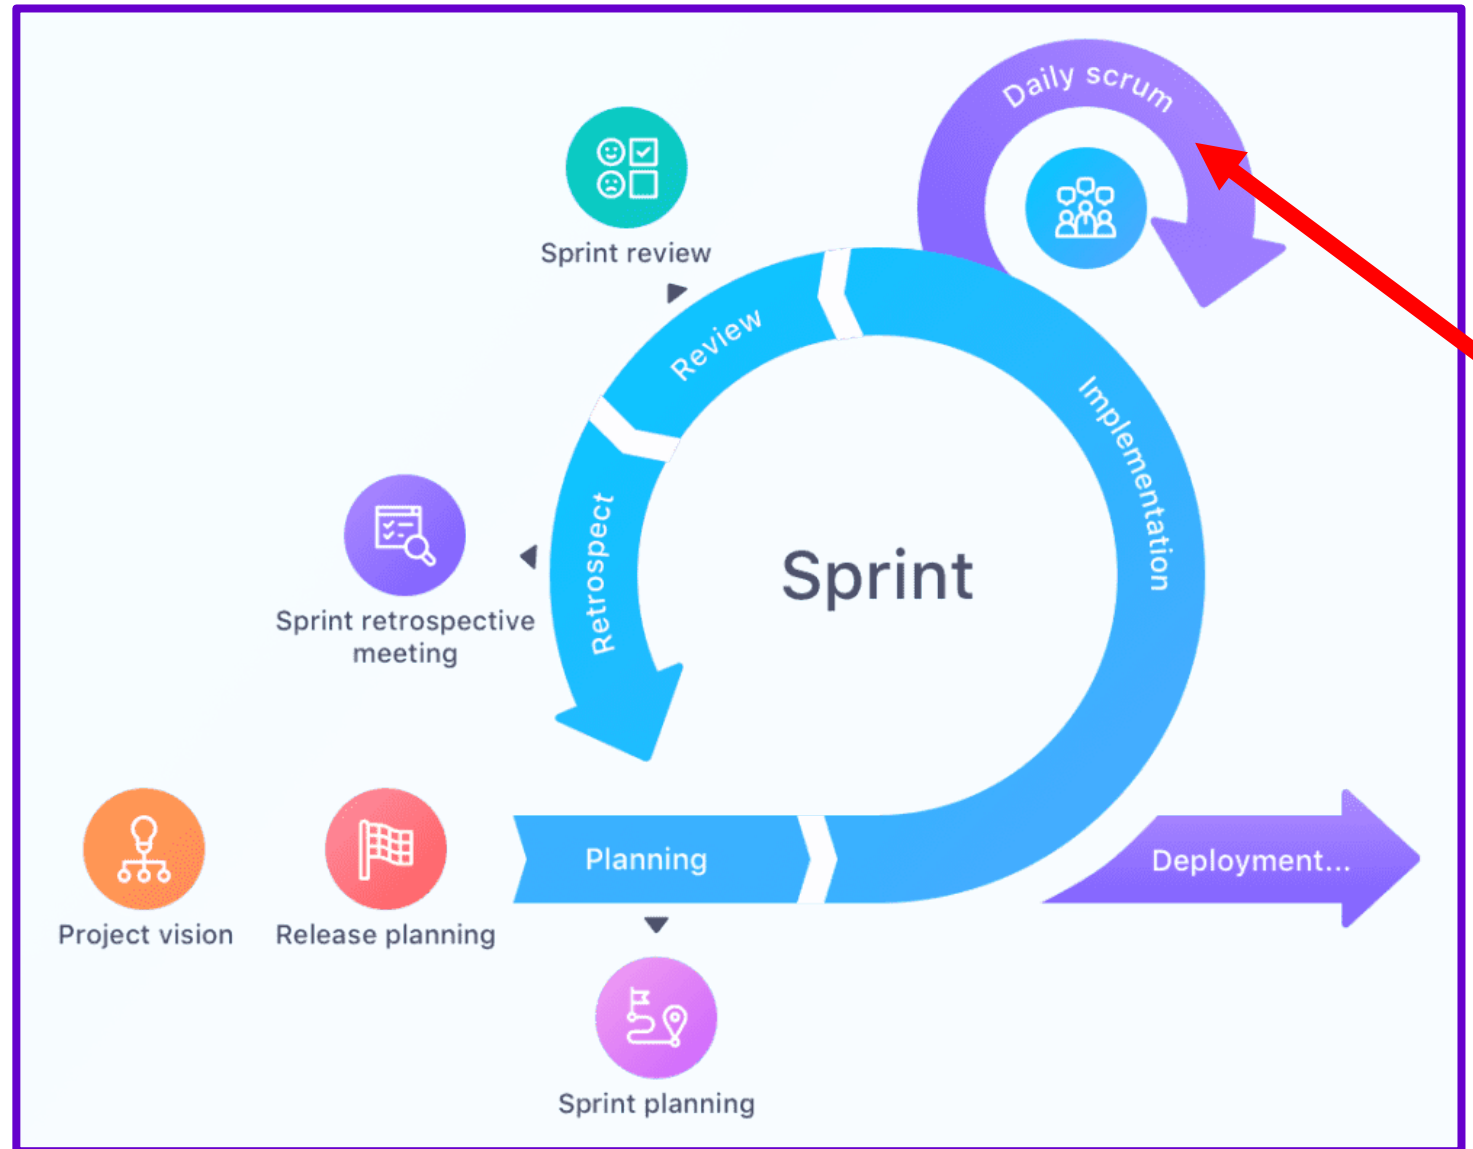 Daily scrum
Sprint review
Review
Implementation
Retrospect
Sprint
Sprint retrospective
meeting
Planning
Deployment...
Project vision
Release planning
Sprint planning